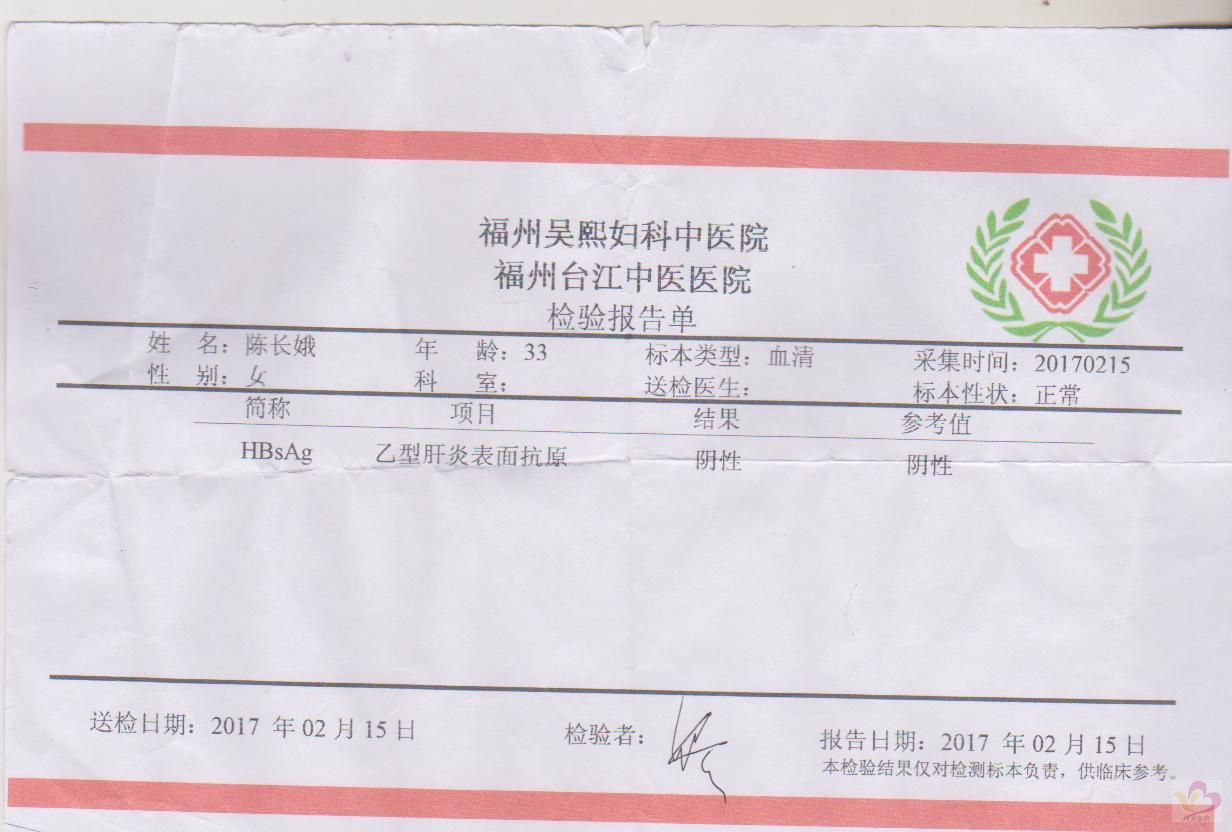 福州吴熙妇科中医院
福州台江中医医院
检验报告单
姓 名：陈长娥 年 龄：33 标本类型：血清 采集时间：20170215
性 别：女 科 室： 送检医生： 标本性状：正常
简称 项目 结果 参考值
HBsAg 乙型肝炎表面抗原 阴性 阴性
送检日期：2017 年 02 月 15 日 检验者： 报告日期：2017 年 02 月 15 日
本检验结果仅对检测标本负责，供临床参考。